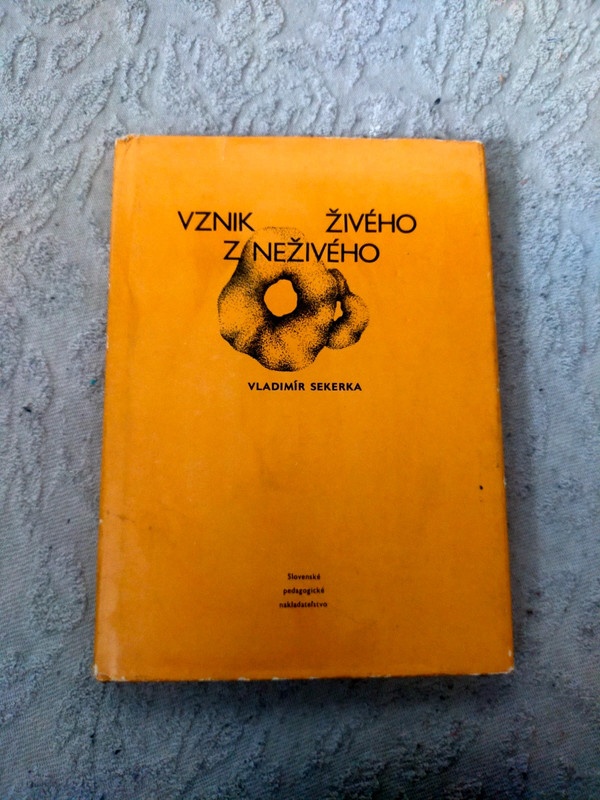 VZNIK ŽIVÉHO
Z NEŽIVÉHO
VLADIMÍR SEKERKA
Slovenské
pedagogické
nakladateľstvo